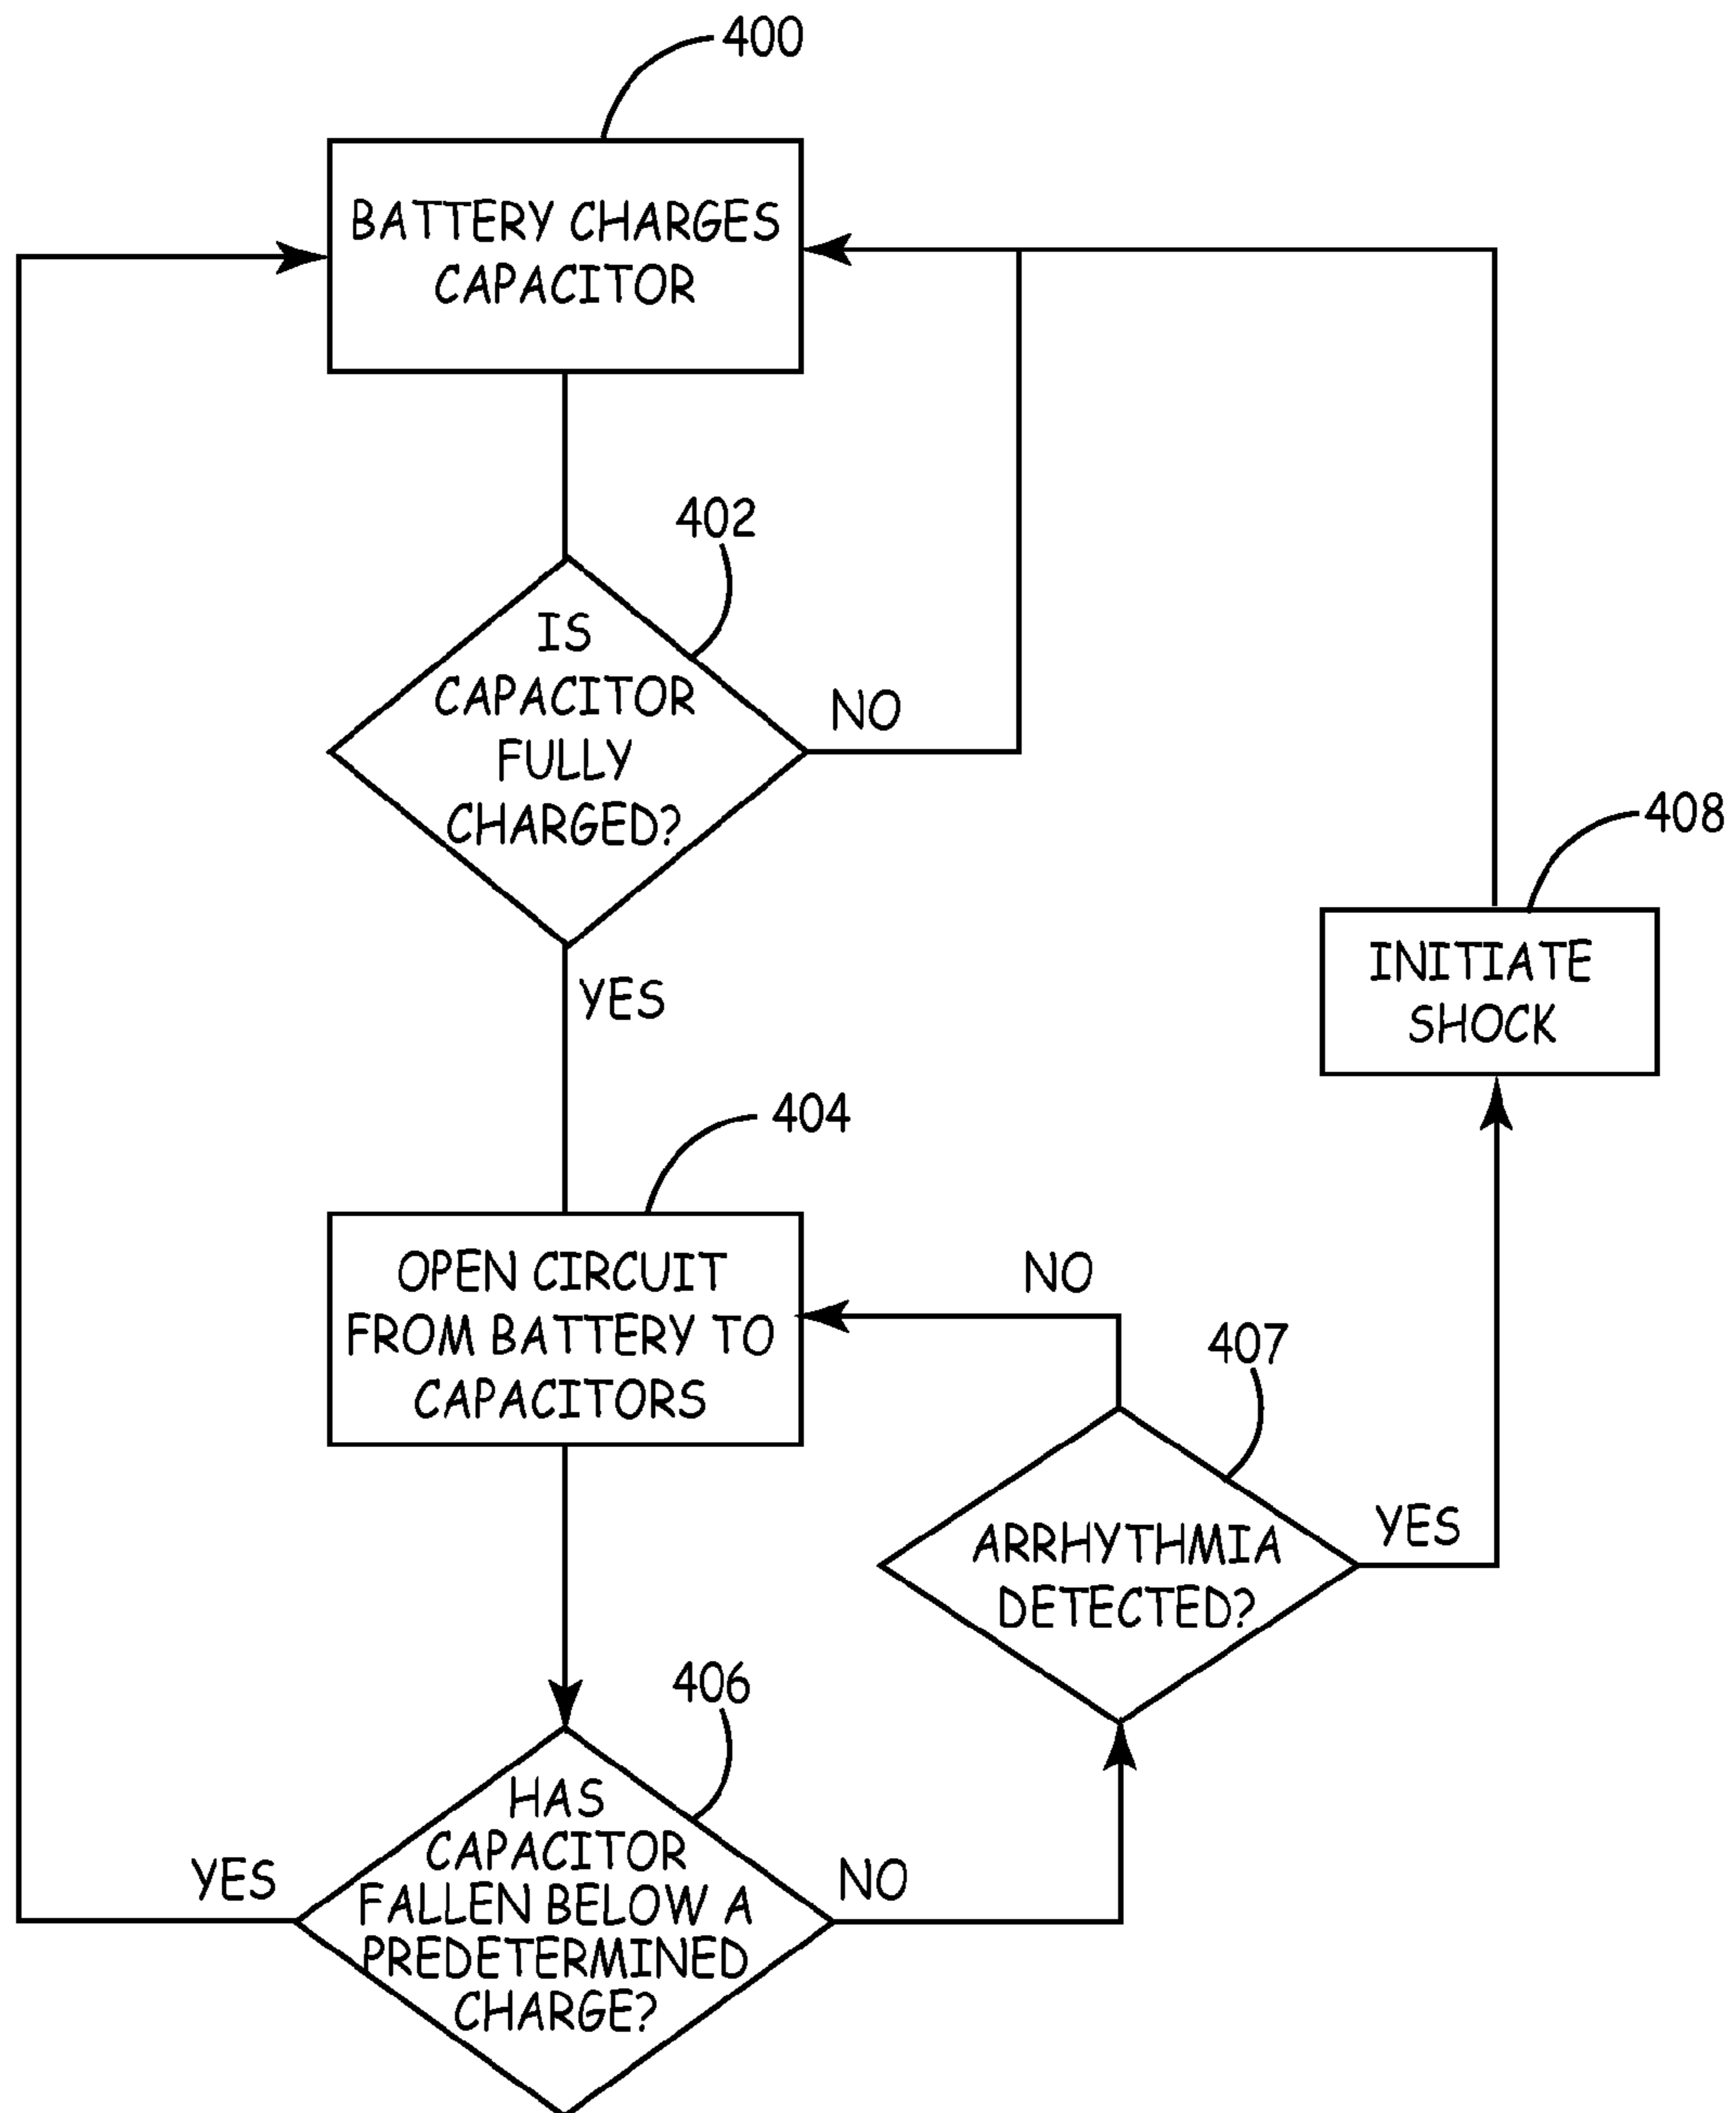 400
BATTERY CHARGES
CAPACITOR
402
IS
CAPACITOR
FULLY
CHARGED?
NO
YES
408
INITIATE
SHOCK
404
OPEN CIRCUIT
FROM BATTERY TO
CAPACITORS
NO
407
ARRHYTHMIA
DETECTED?
YES
406
HAS
CAPACITOR
FALLEN BELOW A
PREDETERMINED
CHARGE?
YES
NO